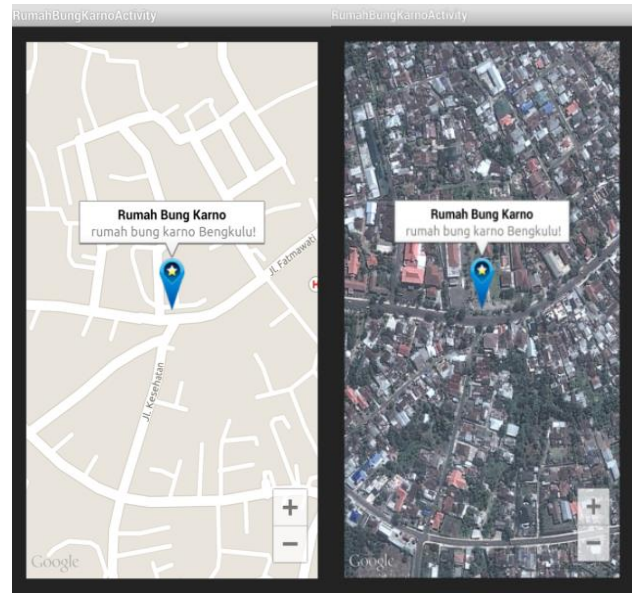 RumahBungKarnoActivity
Rumah Bung Karno
rumah bung karno Bengkulu!
Jl. Fatmawati
H
Jl. Kesehatan
+
−
Google
RumahBungKarnoActivity
Rumah Bung Karno
rumah bung karno Bengkulu!
+
−
Google